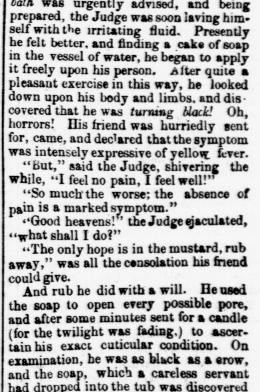 bath was urgently advised, and being
prepared, the Judge was soon laving him-
self with the irritating fluid. Presently
he felt better, and finding a cake of soap
in the vessel of water, he began to apply
it freely upon his person. After quite a
pleasant exercise in this way, he looked
down upon his body and limbs, and dis-
covered that he was turning black! Oh,
horrors! His friend was hurriedly sent
for, came, and declared that the symptom
was intensively expressive of yellow fever.
"But," said the Judge, shivering the
while, "I feel no pain, I feel well!"
"So much the worse; the absence of
pain is a marked symptom."
"Good heavens!" the Judge ejaculated,
"what shall I do?"
"The only hope is in the mustard, rub
away," was all the consolation his friend
could give.
And rub he did with a will. He used
the soap to open every possible pore,
and after some minutes sent for a candle
(for the twilight was fading,) to ascer-
tain his exact cuticular condition. On
examination, he was as black as a crow,
and the soap, which a careless servant
had dropped into the tub was discovered